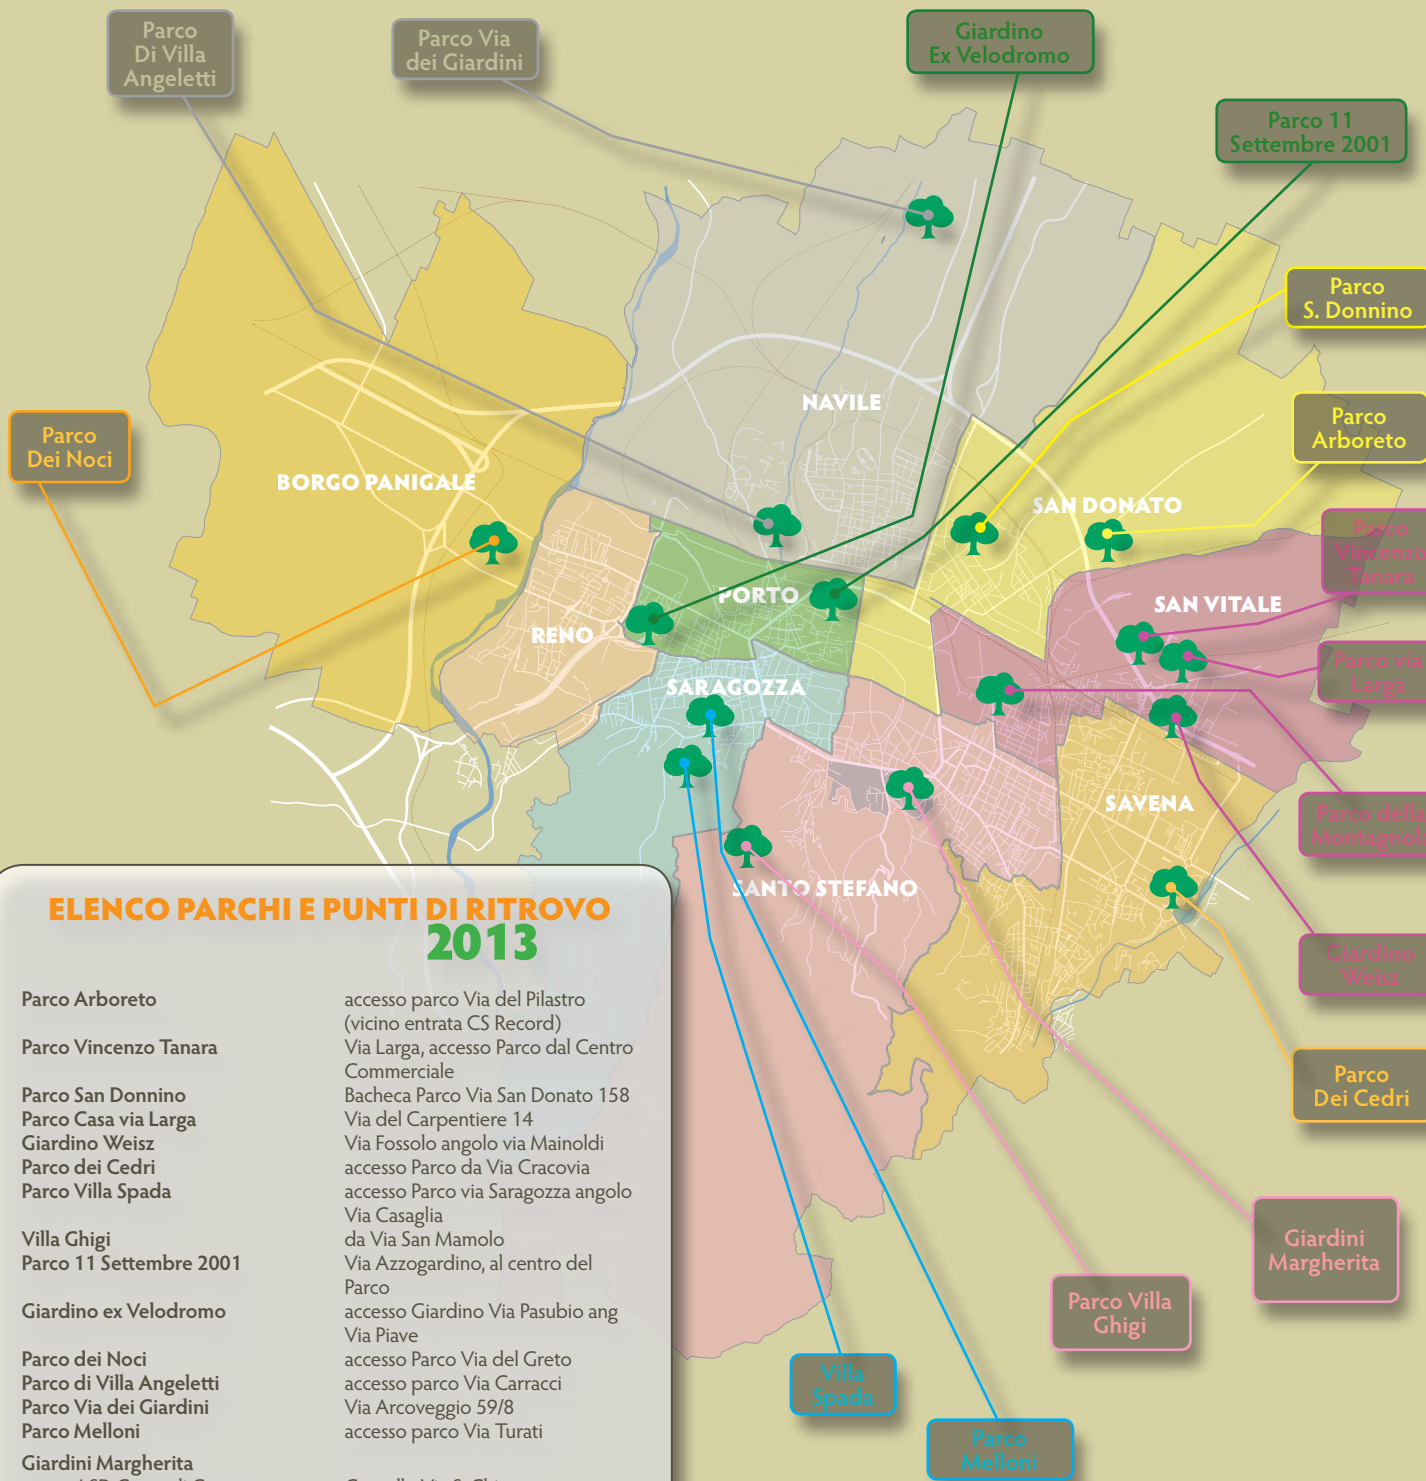 Parco
Di Villa
Angeletti
Parco Via
dei Giardini
Giardino
Ex Velodromo
Parco 11
Settembre 2001
Parco
S. Donnino
Parco
Arboreto
Parco
Dei Noci
NAVILE
BORGO PANIGALE
SAN DONATO
Parco
Vincenzo
Tanara
PORTO
SAN VITALE
RENO
Parco via
Larga
SARAGOZZA
SAVENA
Parco della
Montagnola
SANTO STEFANO
Giardino
Weisz
Parco
Dei Cedri
Giardini
Margherita
Parco Villa
Ghigi
Villa
Spada
Parco
Melloni
ELENCO PARCHI E PUNTI DI RITROVO
2013
Parco Arboreto accesso parco Via del Pilastro
(vicino entrata CS Record)
Parco Vincenzo Tanara Via Larga, accesso Parco dal Centro
Commerciale
Parco San Donnino Bacheca Parco Via San Donato 158
Parco Casa via Larga Via del Carpentiere 14
Giardino Weisz Via Fossolo angolo via Mainoldi
Parco dei Cedri accesso Parco da Via Cracovia
Parco Villa Spada accesso Parco via Saragozza angolo
Via Casaglia
Villa Ghigi da Via San Mamolo
Parco 11 Settembre 2001 Via Azzogardino, al centro del
Parco
Giardino ex Velodromo accesso Giardino Via Pasubio ang
Via Piave
Parco dei Noci accesso Parco Via del Greto
Parco di Villa Angeletti accesso parco Via Carracci
Parco Via dei Giardini Via Arcoveggio 59/8
Parco Melloni accesso parco Via Turati
Giardini Margherita